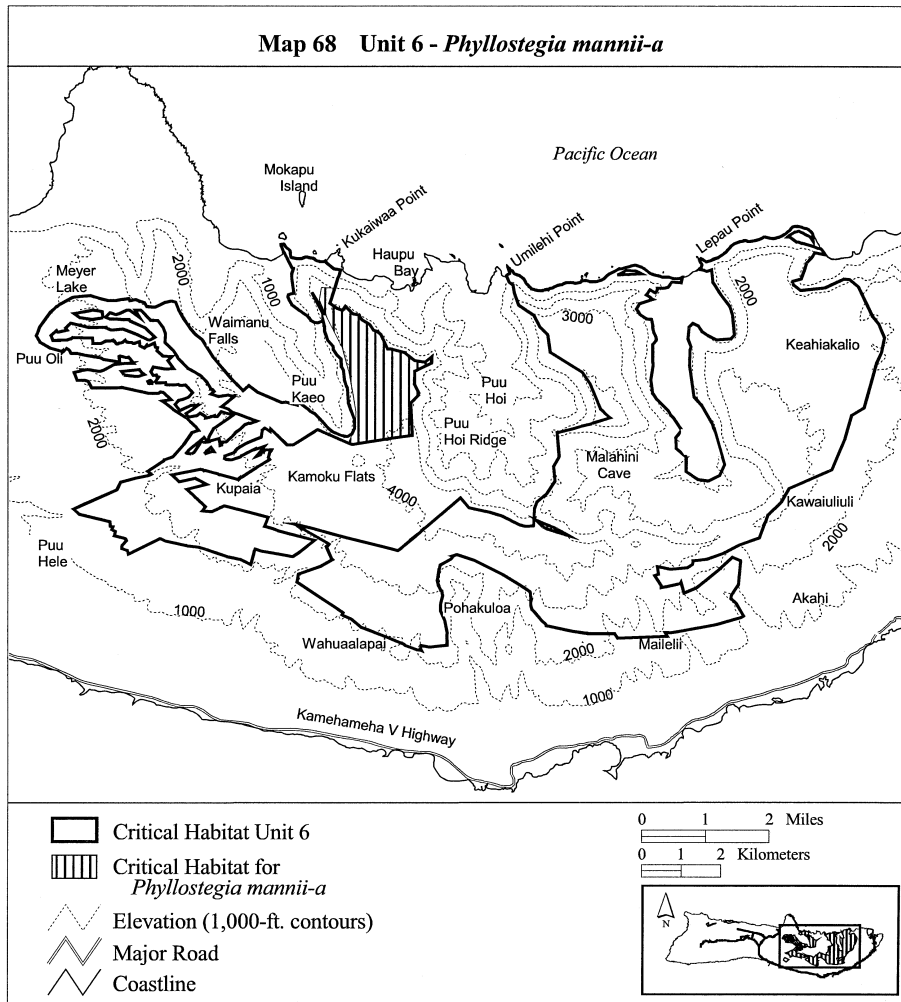 Map 68 Unit 6 - Phyllostegia mannii-a
Pacific Ocean
Mokapu
Island
Kukaiwaa Point
Haupu
Bay
Umilehi Point
Lepau Point
Meyer
Lake
2000
1000
Waimanu
Falls
3000
2000
Keahiakalio
Puu Oli
Puu
Kaeo
Puu
Hoi
Puu
Hoi Ridge
2000
Malahini
Cave
Kupaia
Kamoku Flats
4000
Kawaiuliuli
2000
Puu
Hele
1000
Pohakuloa
Akahi
Wahuaalapai
2000
Mailelii
1000
Kamehameha V Highway
Critical Habitat Unit 6
Critical Habitat for
Phyllostegia mannii-a
Elevation (1,000-ft. contours)
Major Road
Coastline
0 1 2 Miles
0 1 2 Kilometers
N